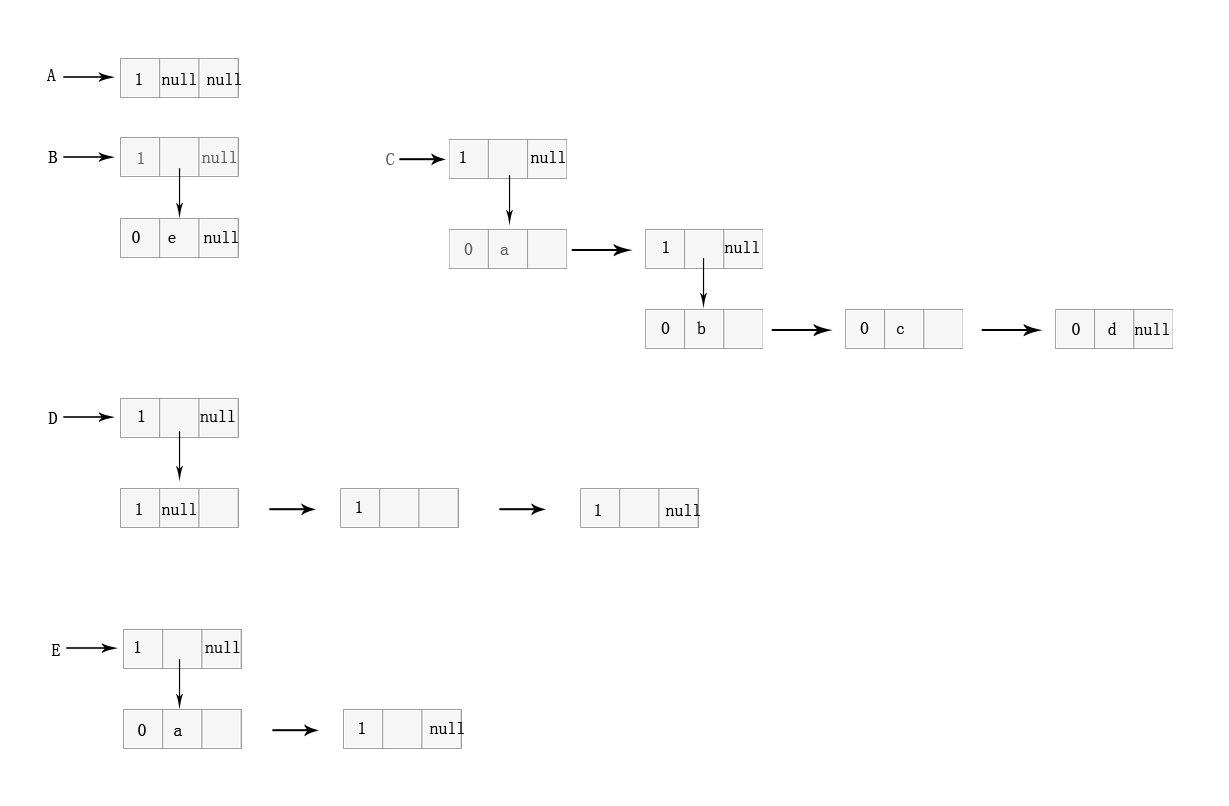 A 1 null null
B 1 null
C 1 null
0 e null
0 a
1 null
0 b
0 c
0 d null
D 1 null
1 null
1
1 null
E 1 null
0 a
1 null